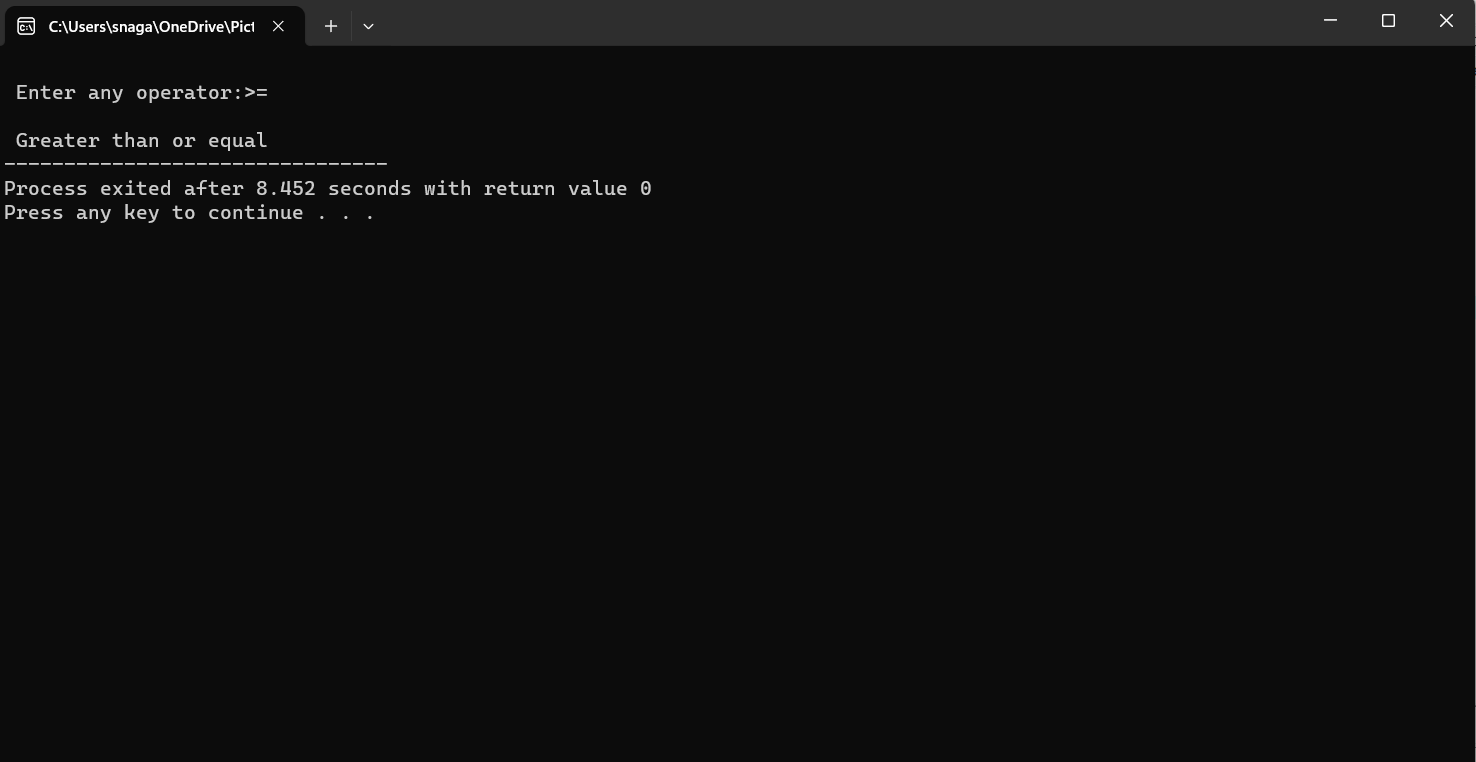 C:\Users\snaga\OneDrive\Pict
Enter any operator:>=
Greater than or equal
--------------------------------
Process exited after 8.452 seconds with return value 0
Press any key to continue . . .